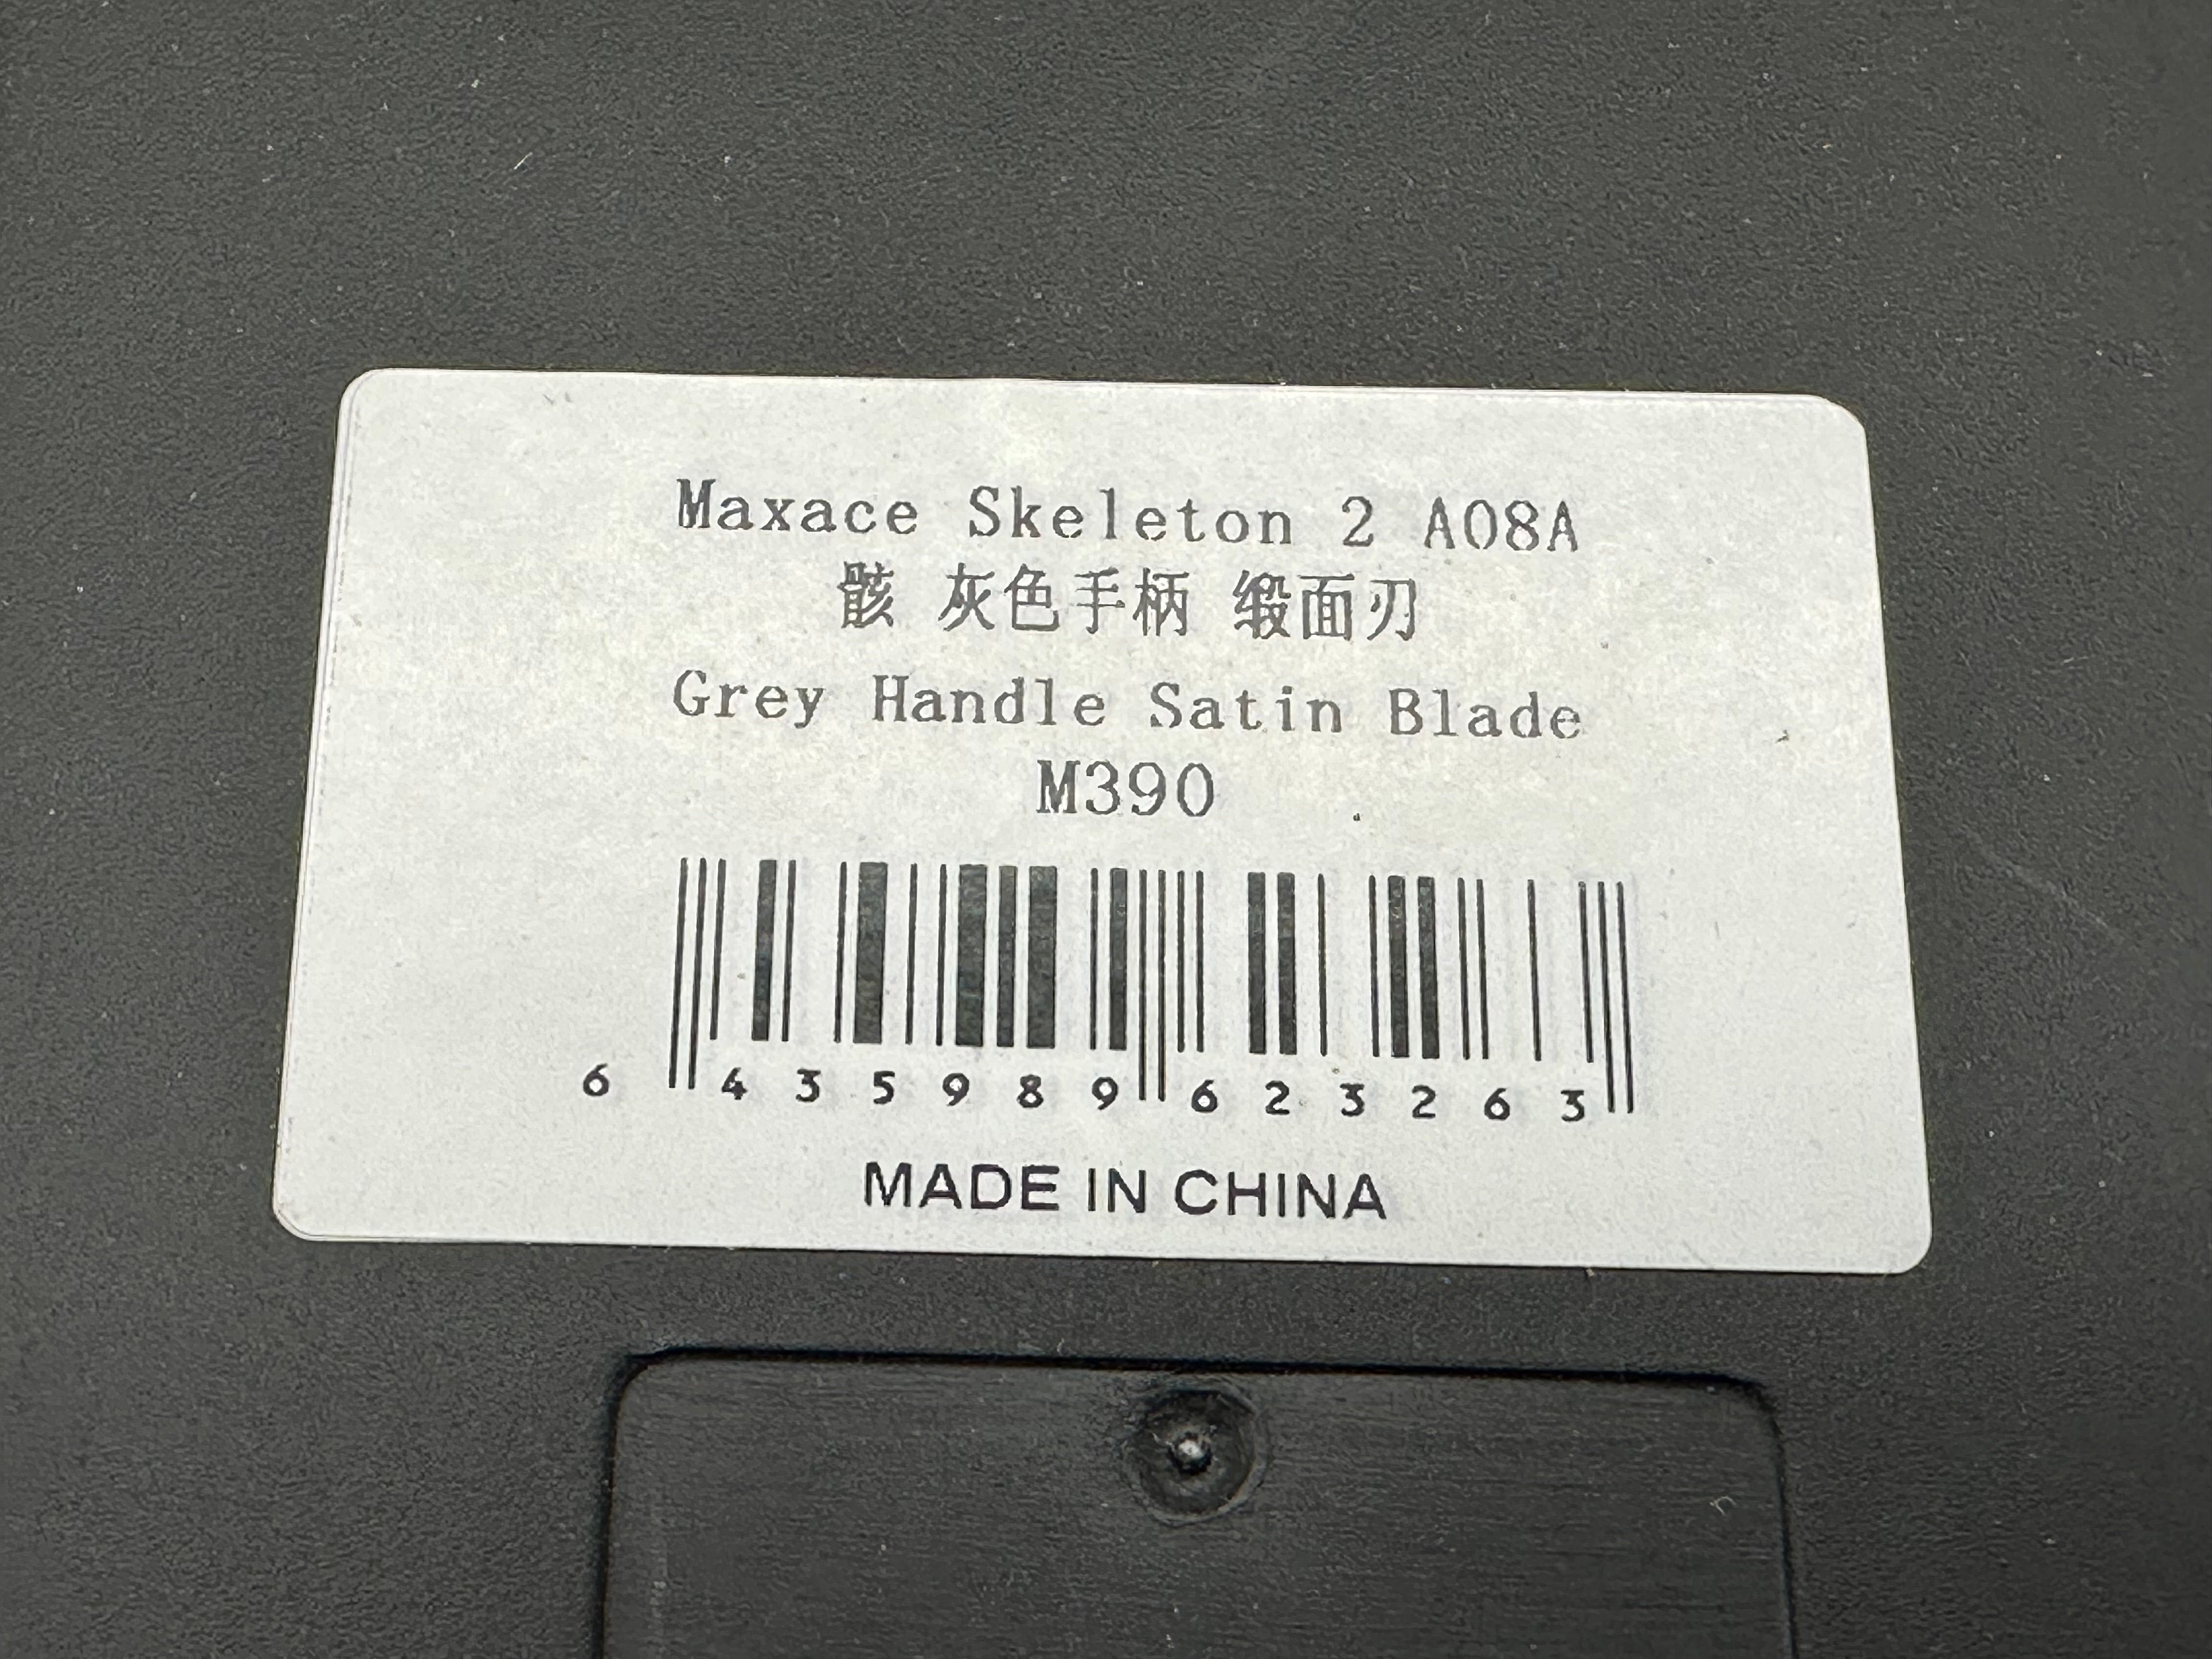 Maxace Skeleton 2 A08A
骸 灰色手柄 缎面刃
Grey Handle Satin Blade
M390
6 435989 623263
MADE IN CHINA